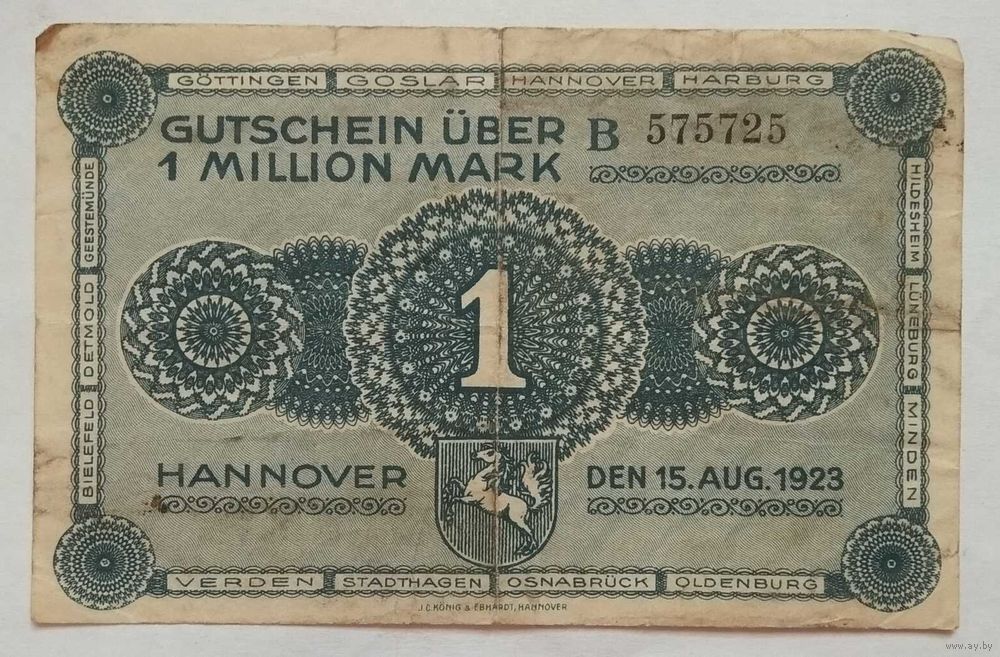 GÖTTINGEN GOSLAR HANNOVER HARBURG
GUTSCHEIN ÜBER
1 MILLION MARK
B 575725
BIELEFELD DETMOLD GEESTEMÜNDE
HILDESHEIM LÜNEBURG MINDEN
1
HANNOVER
DEN 15. AUG. 1923
VERDEN STADTHAGEN OSNABRÜCK OLDENBURG
J.C. KÖNIG & EBHARDT, HANNOVER
www.ay.by